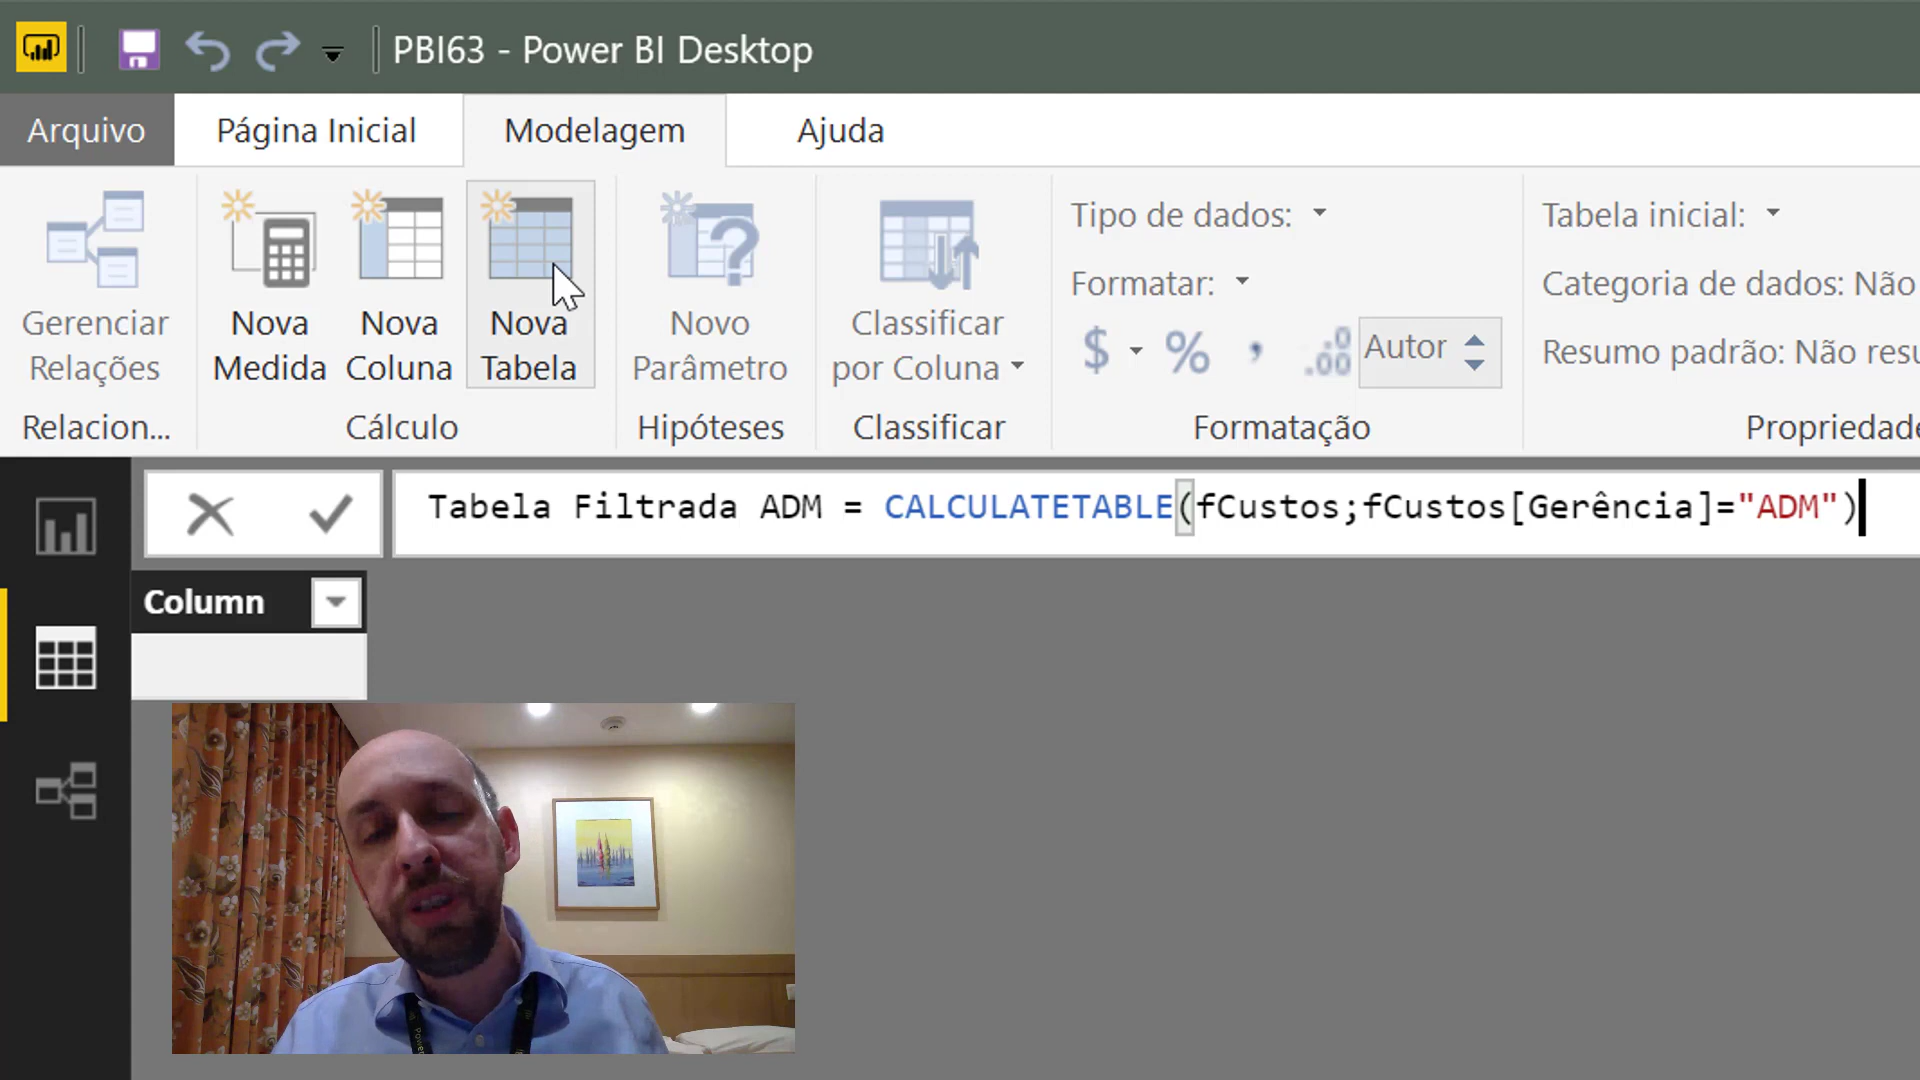 PBI63 - Power BI Desktop
Arquivo Página Inicial Modelagem Ajuda
Gerenciar Relações
Nova Medida
Nova Coluna
Nova Tabela
Novo Parâmetro
Classificar por Coluna
Tipo de dados:
Formatar:
$ % , .00 Autor
Tabela inicial:
Categoria de dados: Não
Resumo padrão: Não resu
Relacion... Cálculo Hipóteses Classificar Formatação Propriedade
Tabela Filtrada ADM = CALCULATETABLE(fCustos;fCustos[Gerência]="ADM")
Column